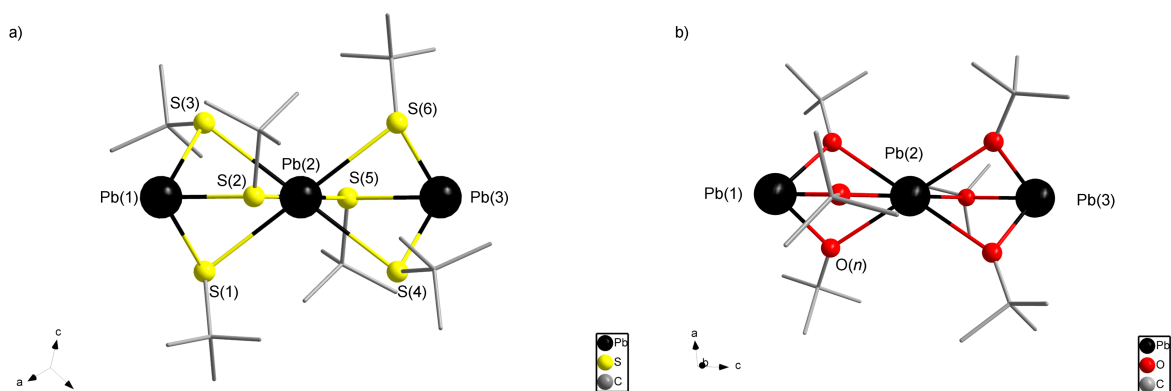 a)
S(3)
S(6)
Pb(2)
Pb(1)
S(2)
S(5)
Pb(3)
S(1)
S(4)
c
a
Pb
S
C
b)
Pb(2)
Pb(1)
Pb(3)
O(n)
a
b
c
Pb
O
C